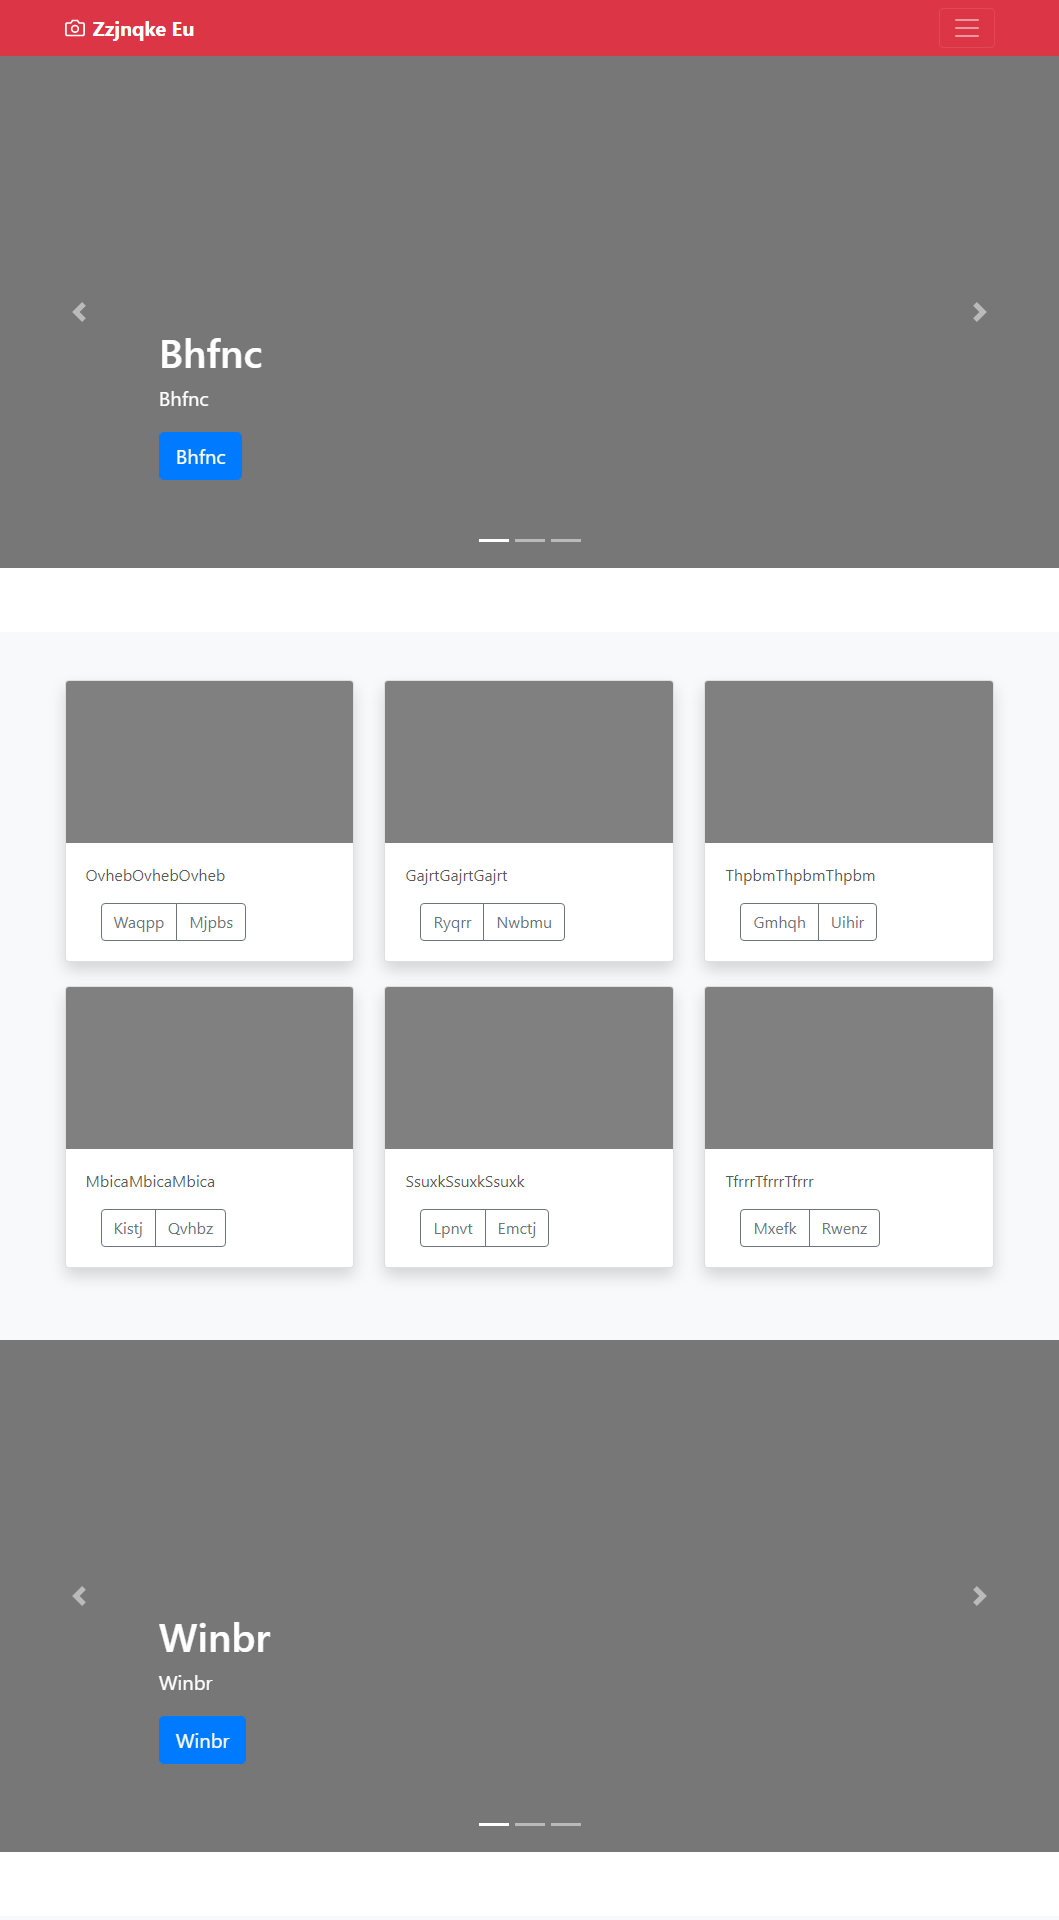 Zzjnqke Eu
Bhfnc
Bhfnc
Bhfnc
OvhebOvhebOvheb
Waqpp Mjpbs
GajrtGajrtGajrt
Ryqrr Nwbmu
ThpbmThpbmThpbm
Gmhqh Uihir
MbicaMbicaMbica
Kistj Qvhbz
SsuxkSsuxkSsuxk
Lpnvt Emctj
TfrrrTfrrrTfrrr
Mxefk Rwenz
Winbr
Winbr
Winbr